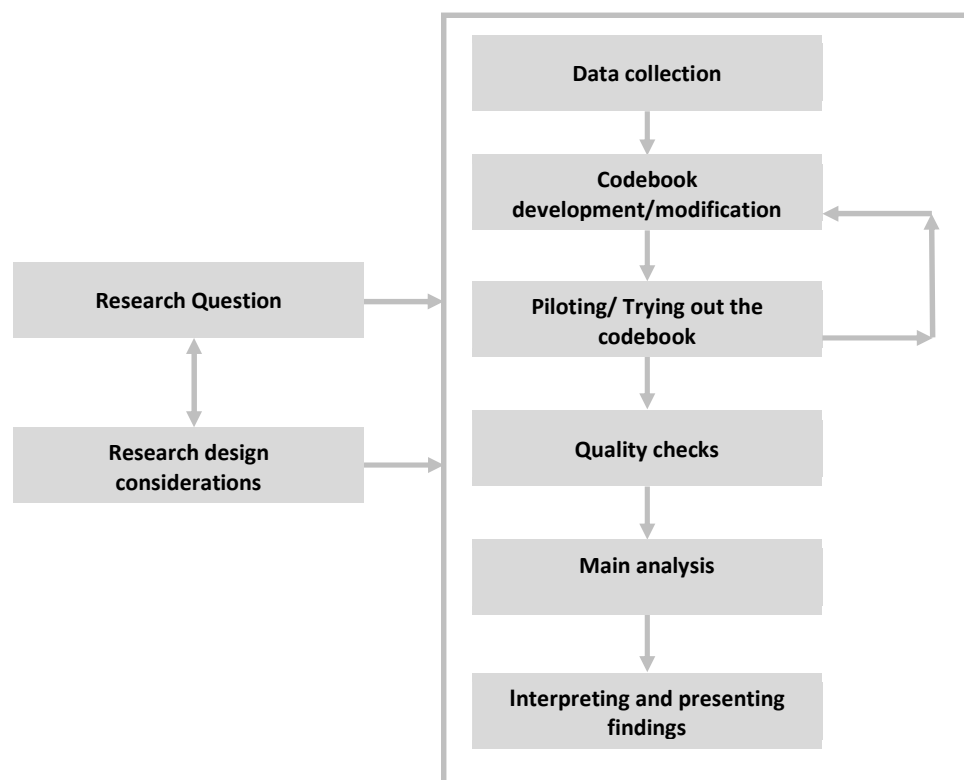 Data collection
Codebook
development/modification
Research Question
Piloting/ Trying out the
codebook
Research design
considerations
Quality checks
Main analysis
Interpreting and presenting
findings